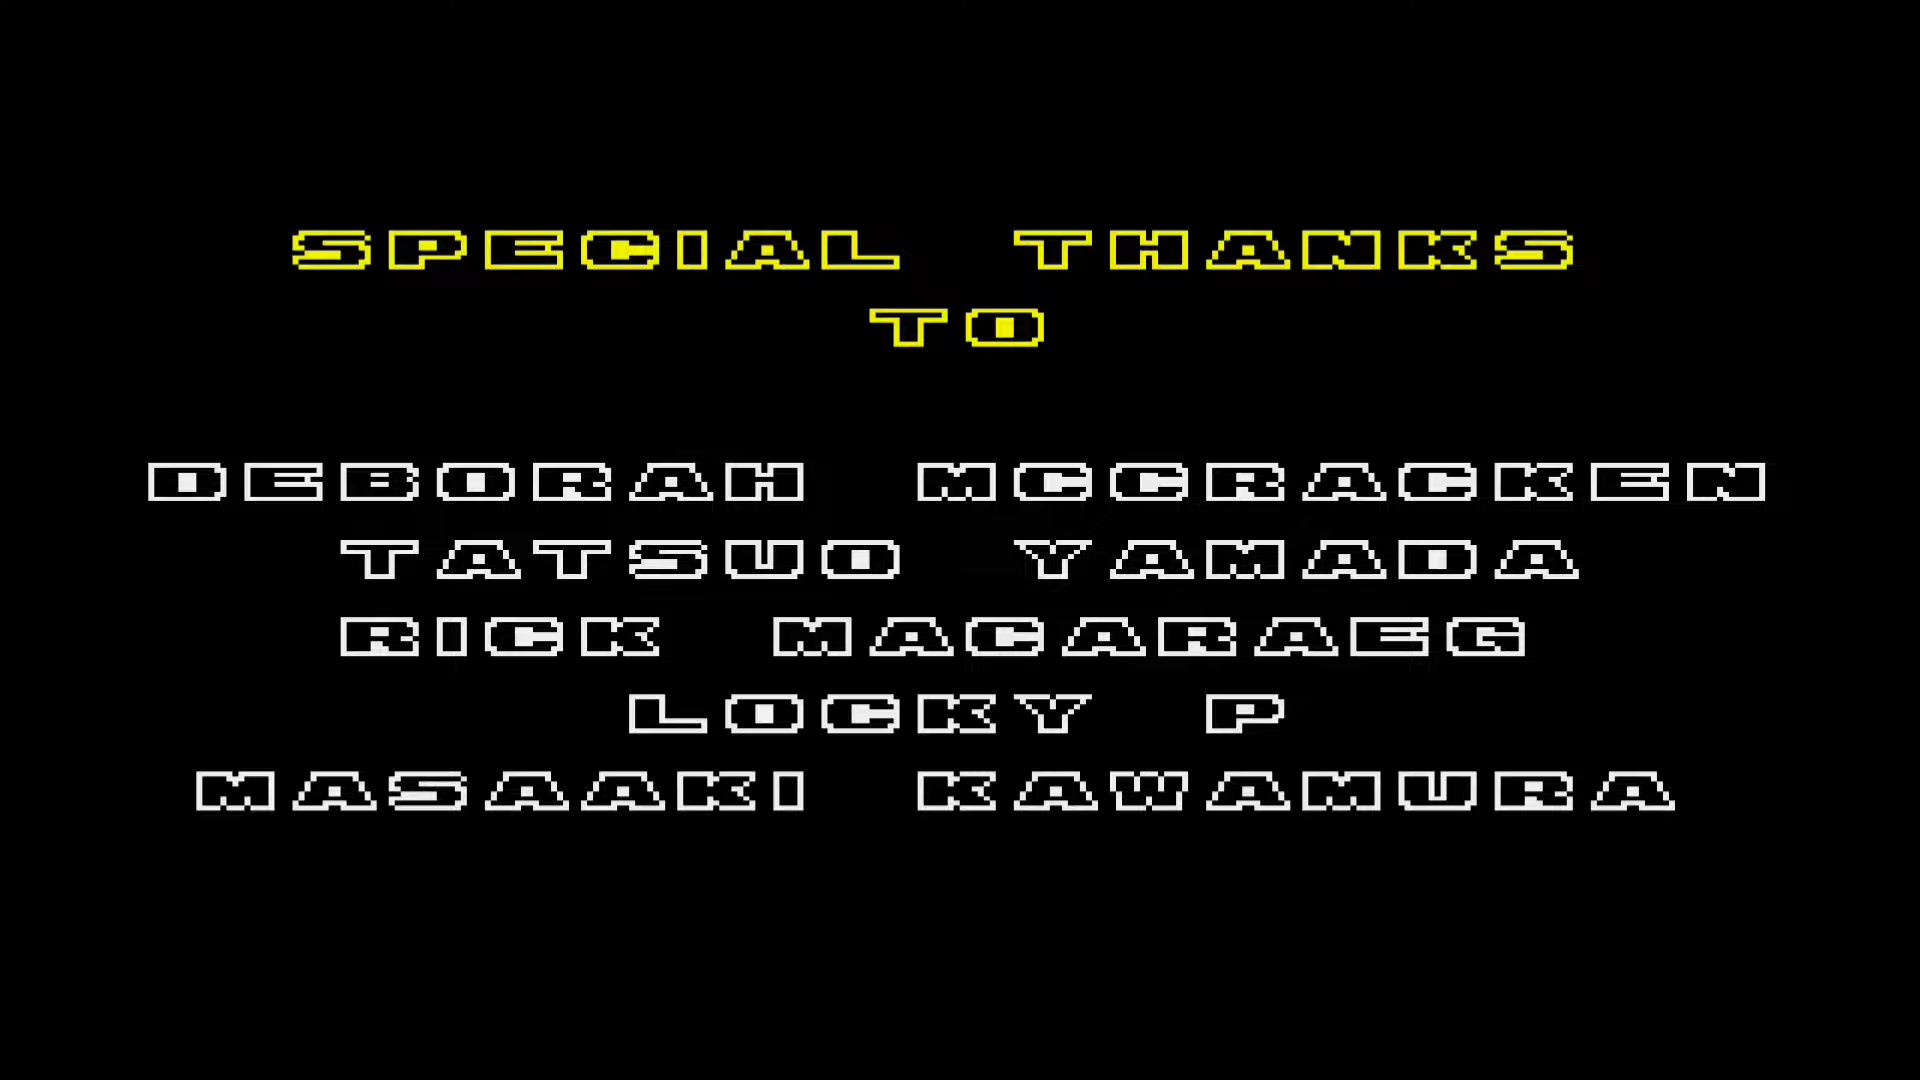 SPECIAL THANKS
TO
DEBORAH MCCRACKEN
TATSUO YAMADA
RICK MACARAEG
LOCKY P
MASAAKI KAWAMURA